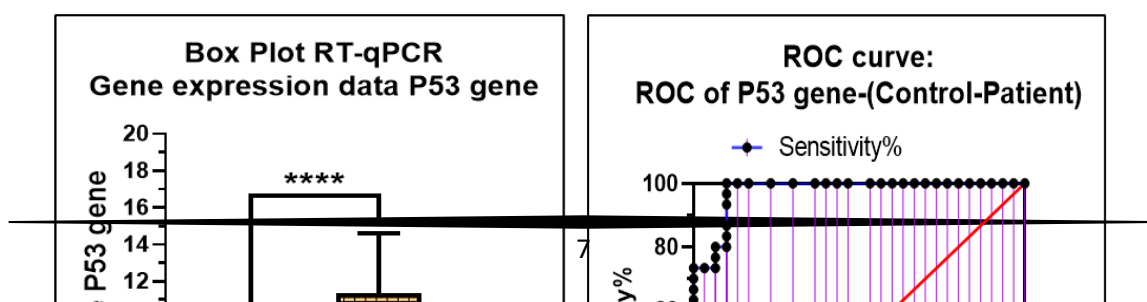 Box Plot RT-qPCR
Gene expression data P53 gene
20
18
16
14
12
P53 gene
****
7
ROC curve:
ROC of P53 gene-(Control-Patient)
Sensitivity%
100
80
y%